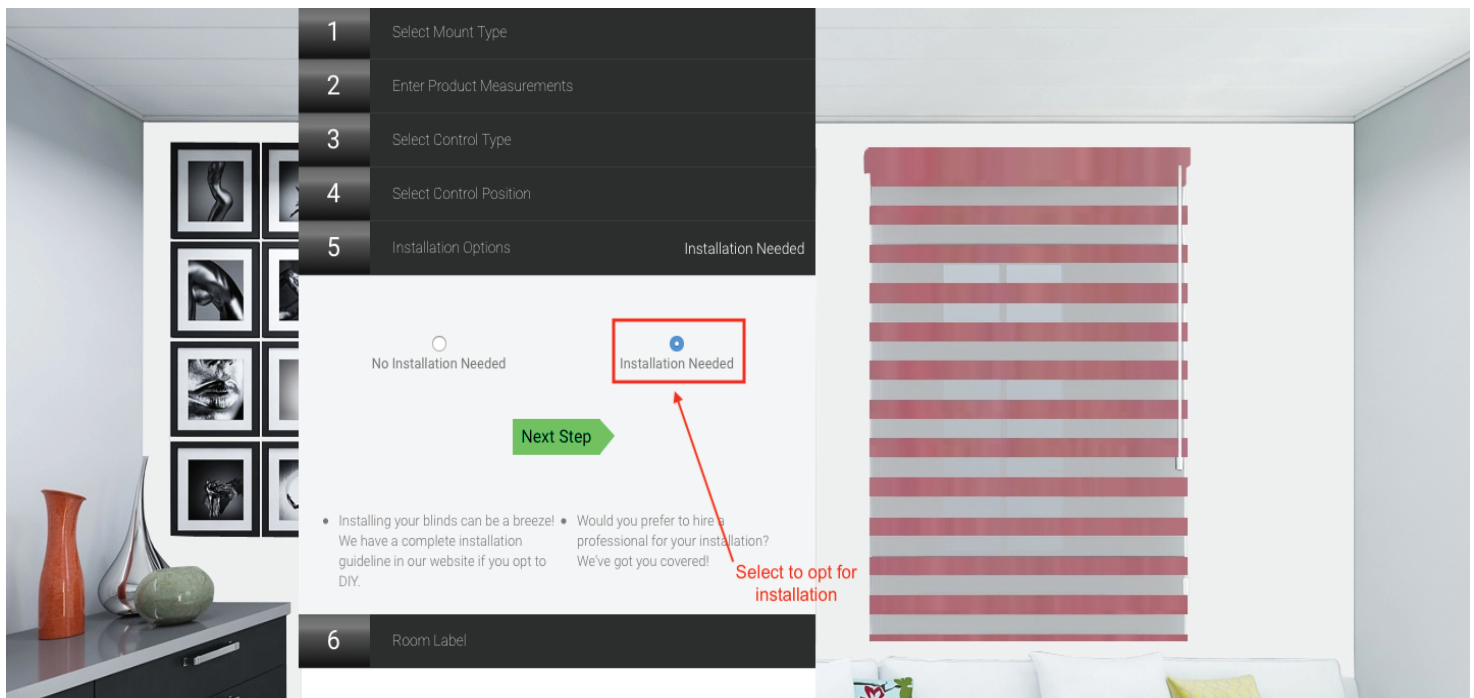 1 Select Mount Type
2 Enter Product Measurements
3 Select Control Type
4 Select Control Position
5 Installation Options Installation Needed
No Installation Needed
Installation Needed
Next Step
• Installing your blinds can be a breeze!
We have a complete installation
guideline in our website if you opt to
DIY.
• Would you prefer to hire a
professional for your installation?
We've got you covered!
Select to opt for
installation
6 Room Label